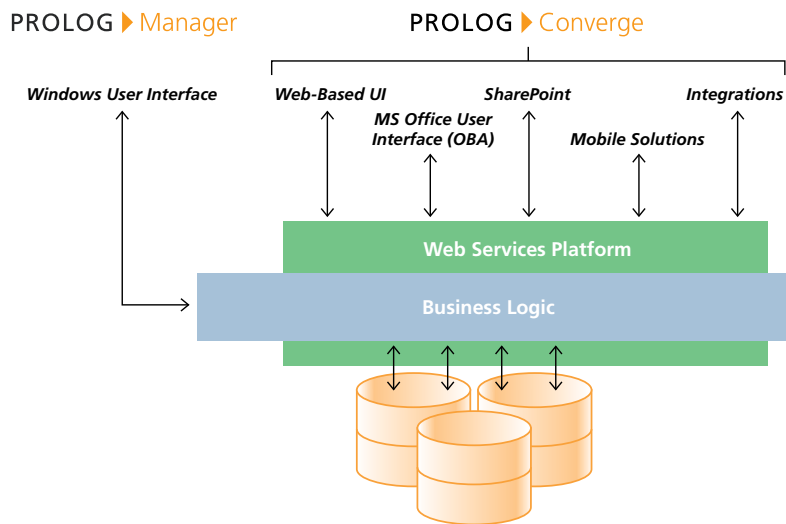 PROLOG Manager
PROLOG Converge
Windows User Interface
Web-Based UI
SharePoint
Integrations
MS Office User
Interface (OBA)
Mobile Solutions
Web Services Platform
Business Logic